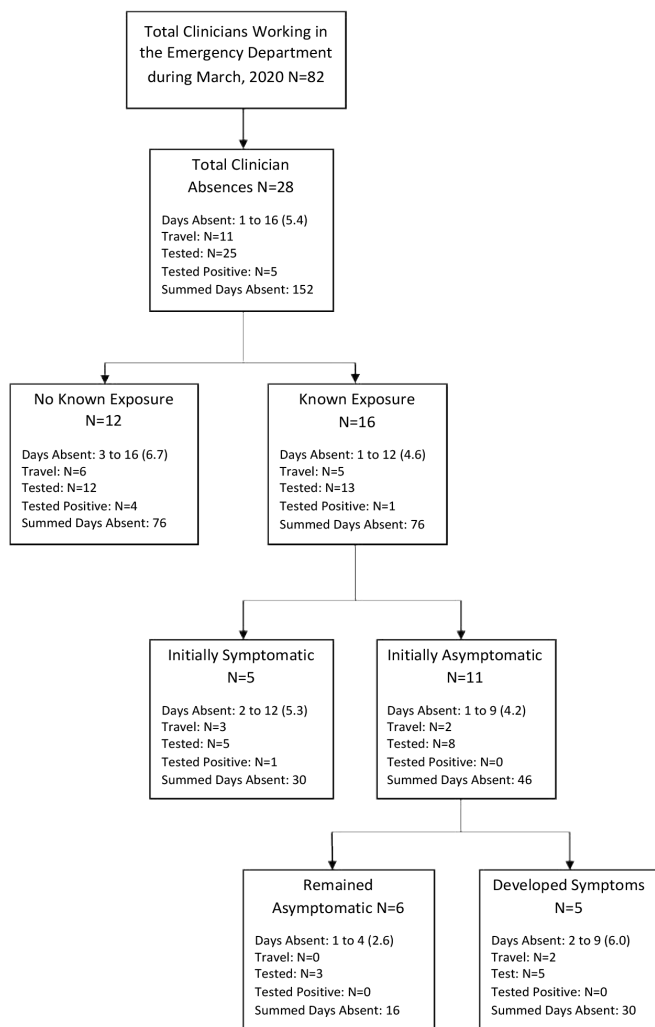 Total Clinicians Working in
the Emergency Department
during March, 2020 N=82
Total Clinician
Absences N=28
Days Absent: 1 to 16 (5.4)
Travel: N=11
Tested: N=25
Tested Positive: N=5
Summed Days Absent: 152
No Known Exposure
N=12
Days Absent: 3 to 16 (6.7)
Travel: N=6
Tested: N=12
Tested Positive: N=4
Summed Days Absent: 76
Known Exposure
N=16
Days Absent: 1 to 12 (4.6)
Travel: N=5
Tested: N=13
Tested Positive: N=1
Summed Days Absent: 76
Initially Symptomatic
N=5
Days Absent: 2 to 12 (5.3)
Travel: N=3
Tested: N=5
Tested Positive: N=1
Summed Days Absent: 30
Initially Asymptomatic
N=11
Days Absent: 1 to 9 (4.2)
Travel: N=2
Tested: N=8
Tested Positive: N=0
Summed Days Absent: 46
Remained
Asymptomatic N=6
Days Absent: 1 to 4 (2.6)
Travel: N=0
Tested: N=3
Tested Positive: N=0
Summed Days Absent: 16
Developed Symptoms
N=5
Days Absent: 2 to 9 (6.0)
Travel: N=2
Test: N=5
Tested Positive: N=0
Summed Days Absent: 30